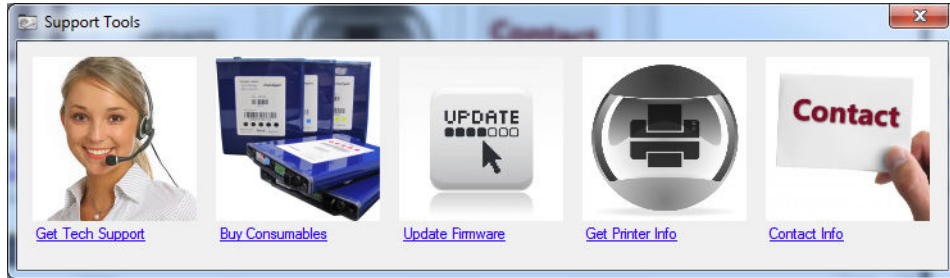 Support Tools
UPDATE
Contact
Get Tech Support
Buy Consumables
Update Firmware
Get Printer Info
Contact Info